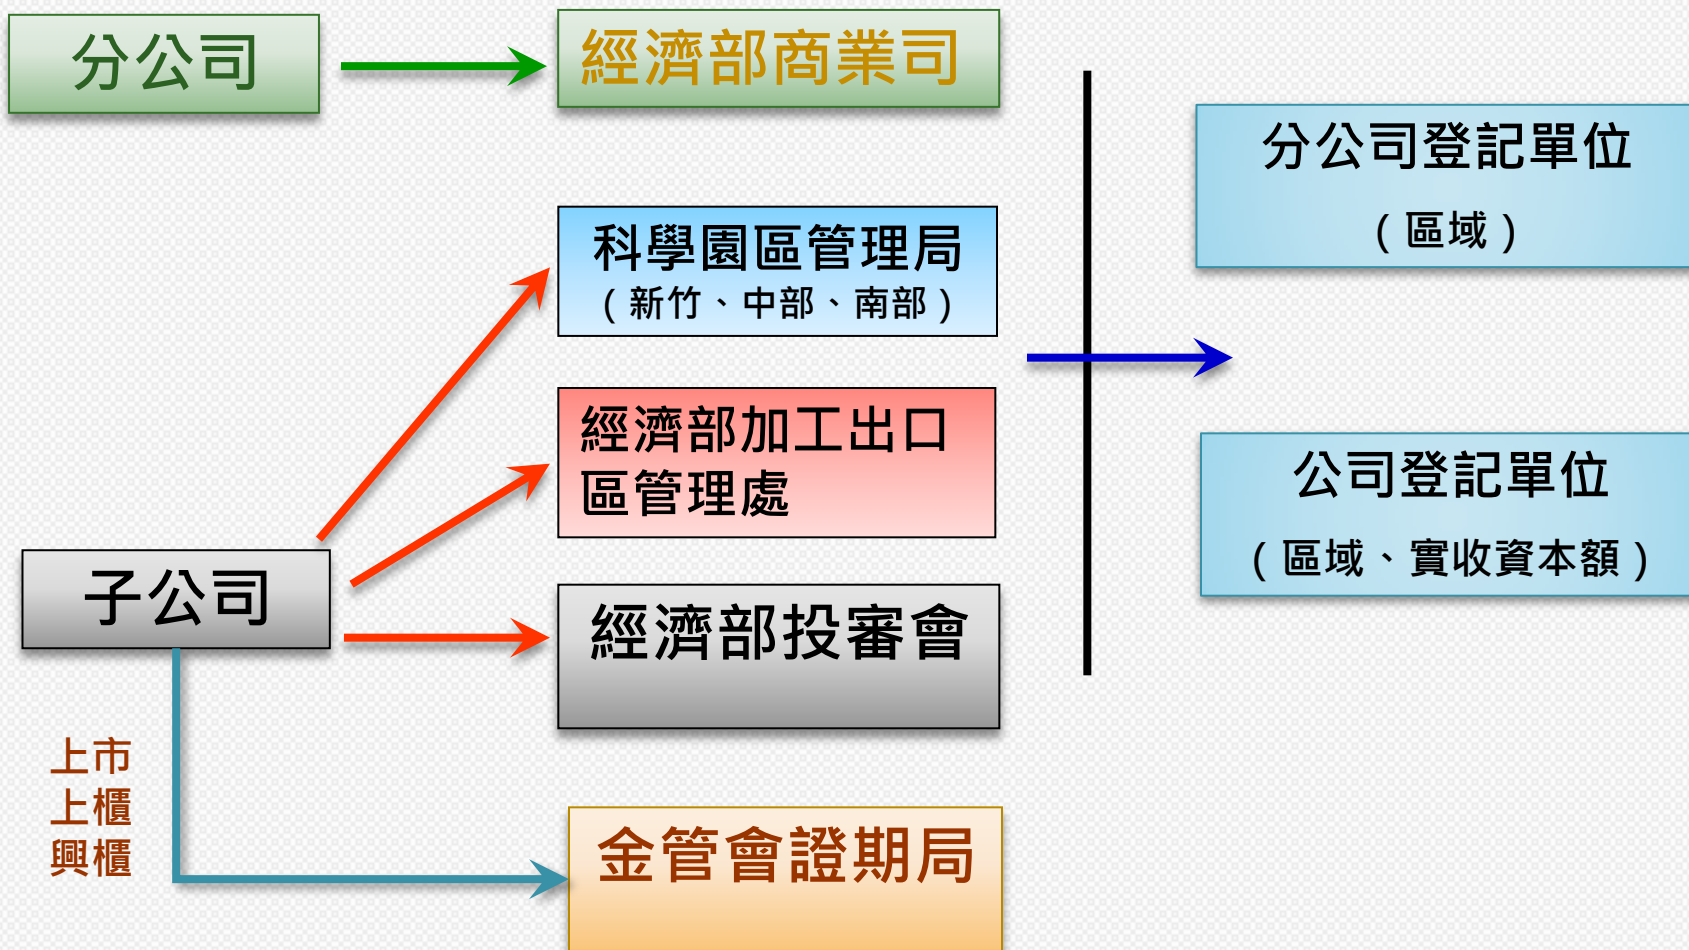 分公司
經濟部商業司
分公司登記單位
（區域）
科學園區管理局
（新竹、中部、南部）
經濟部加工出口
區管理處
公司登記單位
（區域、實收資本額）
子公司
經濟部投審會
上市
上櫃
興櫃
金管會證期局